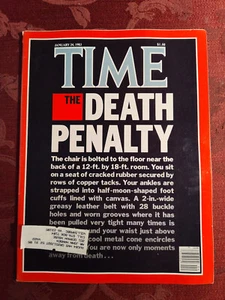 JANUARY 24, 1983
TIME
THE DEATH
PENALTY
The chair is bolted to the floor near the
back of a 12-ft. by 18-ft. room. You sit
on a seat of cracked rubber secured by
rows of copper tacks. Your ankles are
strapped into half-moon-shaped foot
cuffs lined with canvas. A 2-in.-wide
greasy leather belt with 28 buckle
holes and worn grooves where it has
been pulled very tight many times is
around your waist just above
cool metal cone encircles
You are now only moments
away from death...